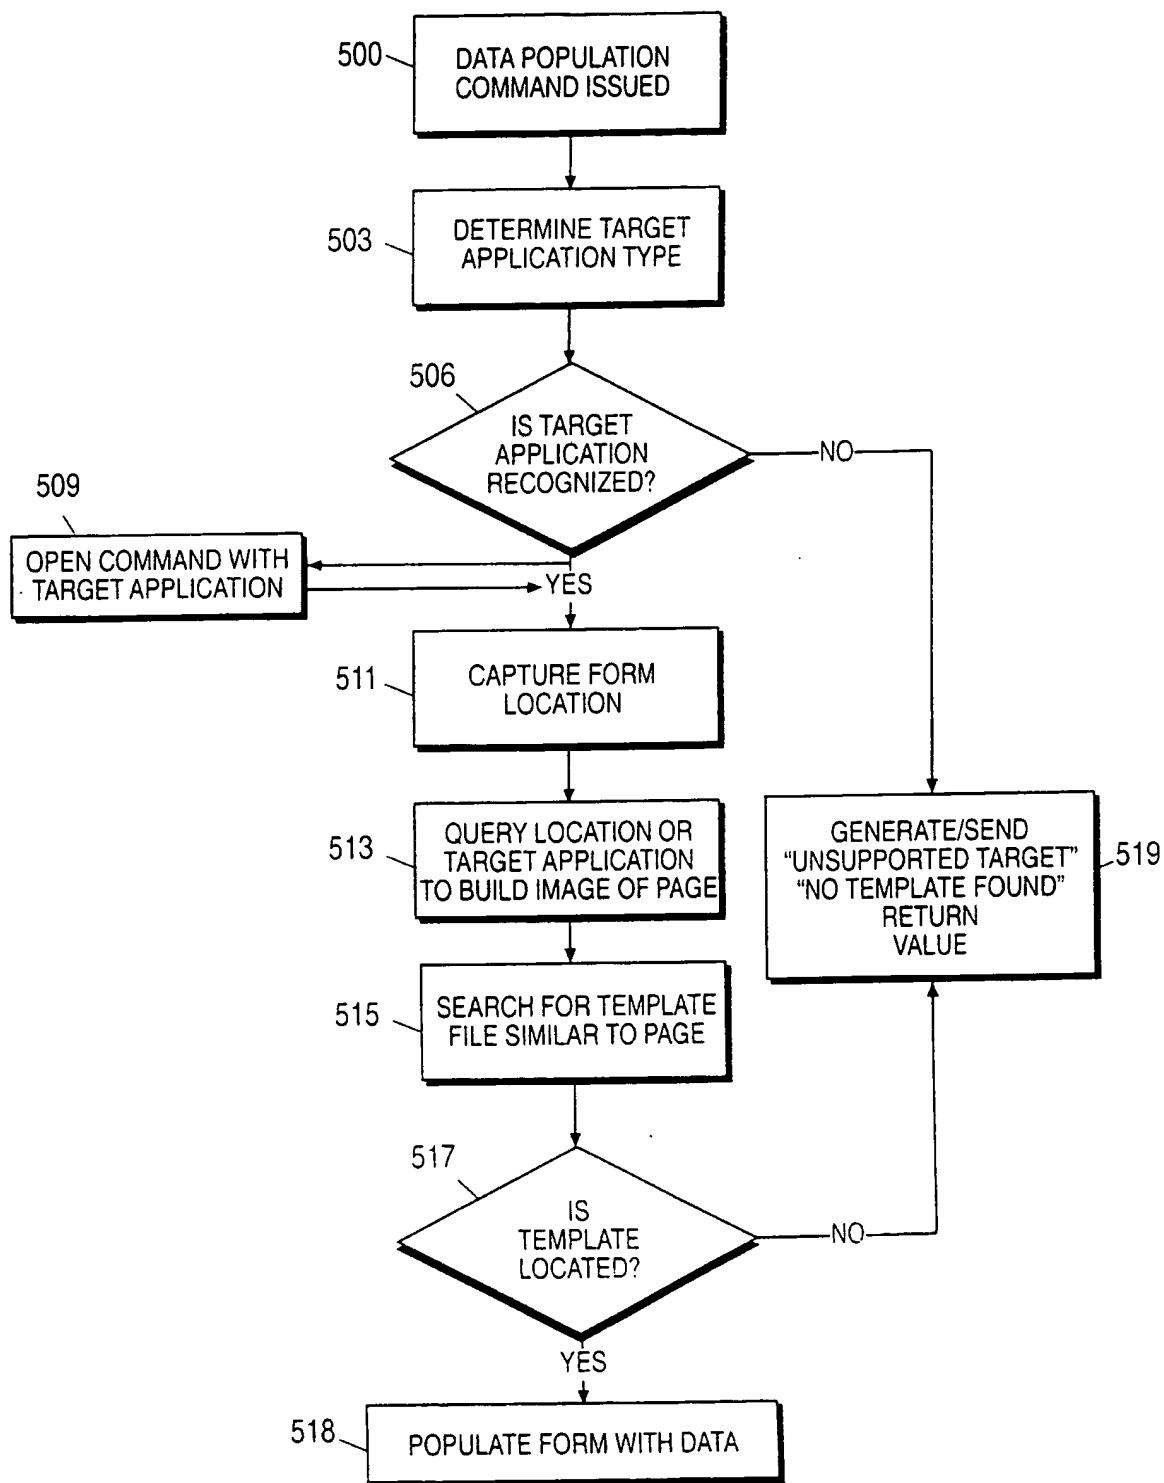 500
DATA POPULATION
COMMAND ISSUED
503
DETERMINE TARGET
APPLICATION TYPE
506
IS TARGET
APPLICATION
RECOGNIZED?
NO
509
OPEN COMMAND WITH
TARGET APPLICATION
YES
511
CAPTURE FORM
LOCATION
513
QUERY LOCATION OR
TARGET APPLICATION
TO BUILD IMAGE OF PAGE
GENERATE/SEND
"UNSUPPORTED TARGET"
"NO TEMPLATE FOUND"
RETURN
VALUE
519
515
SEARCH FOR TEMPLATE
FILE SIMILAR TO PAGE
517
IS
TEMPLATE
LOCATED?
NO
YES
518
POPULATE FORM WITH DATA